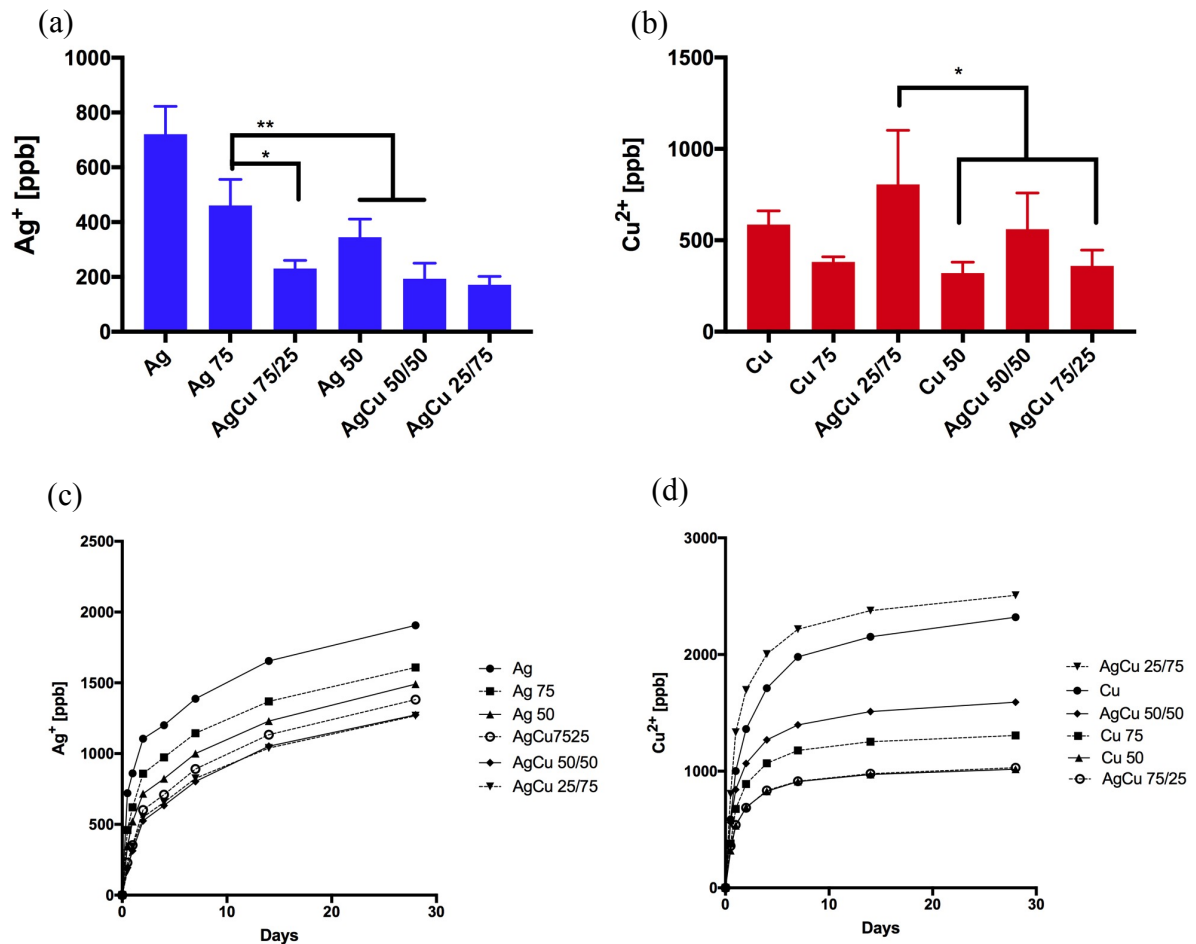 (a)
1000
800
600
400
200
0
Ag+ [ppb]
**
*
Ag
Ag 75
AgCu 75/25
Ag 50
AgCu 50/50
AgCu 25/75
(b)
1500
1000
500
0
Cu2+ [ppb]
*
Cu
Cu 75
AgCu 25/75
Cu 50
AgCu 50/50
AgCu 75/25
(c)
2500
2000
1500
1000
500
0
Ag+ [ppb]
0 10 20 30
Days
Ag
Ag 75
Ag 50
AgCu7525
AgCu 50/50
AgCu 25/75
(d)
3000
2000
1000
0
Cu2+ [ppb]
0 10 20 30
Days
AgCu 25/75
Cu
AgCu 50/50
Cu 75
Cu 50
AgCu 75/25